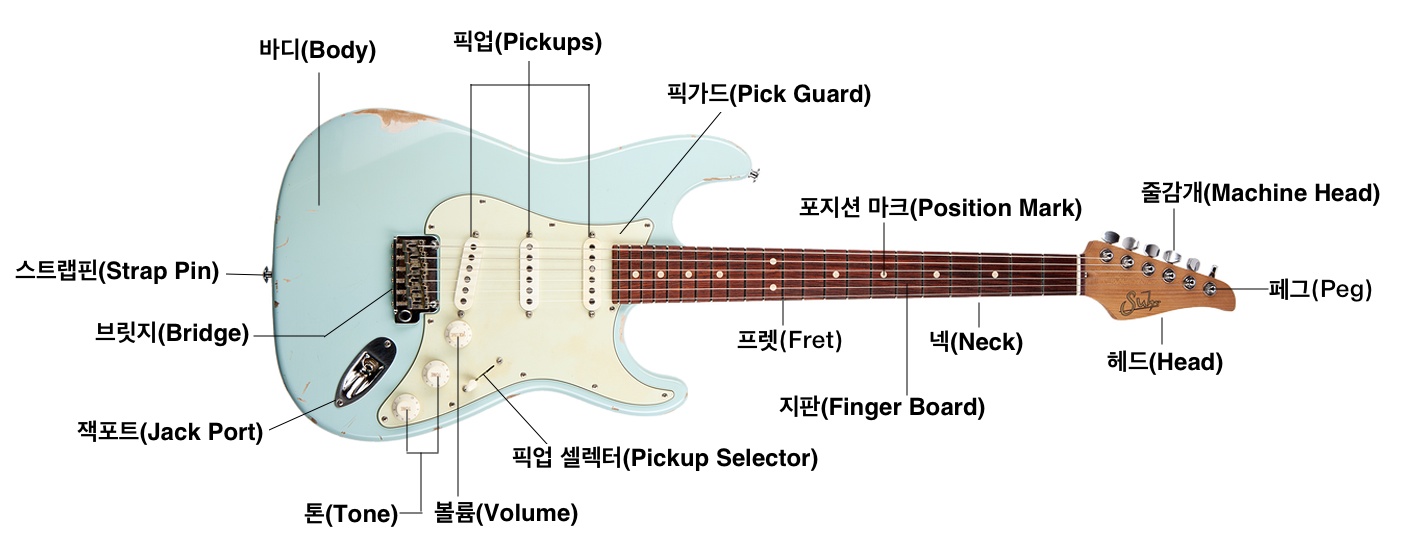 바디(Body)
픽업(Pickups)
픽가드(Pick Guard)
줄감개(Machine Head)
포지션 마크(Position Mark)
스트랩핀(Strap Pin)
페그(Peg)
브릿지(Bridge)
프렛(Fret)
넥(Neck)
헤드(Head)
지판(Finger Board)
잭포트(Jack Port)
픽업 셀렉터(Pickup Selector)
톤(Tone)
볼륨(Volume)
Suhr